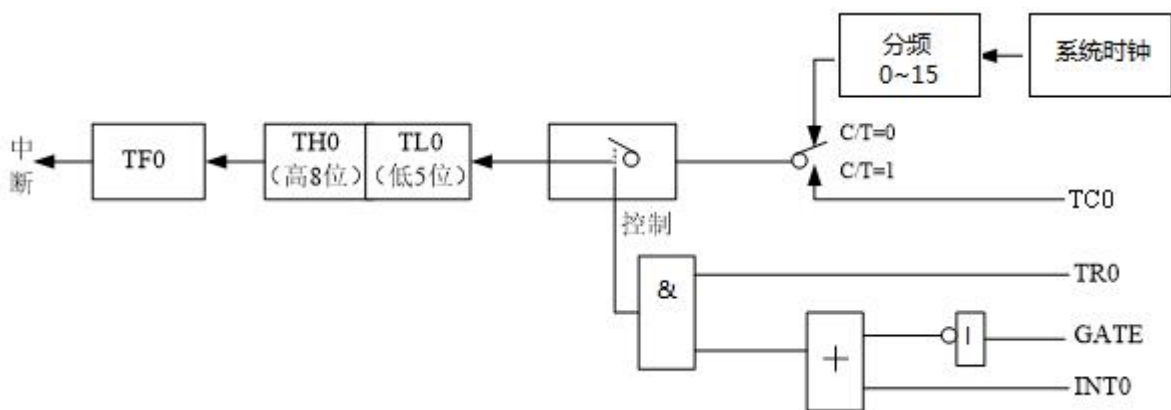 分频
0~15
系统时钟
中
断
TF0
TH0
(高8位)
TL0
(低5位)
C/T=0
C/T=1
TC0
控制
TR0
&
GATE
+
INT0